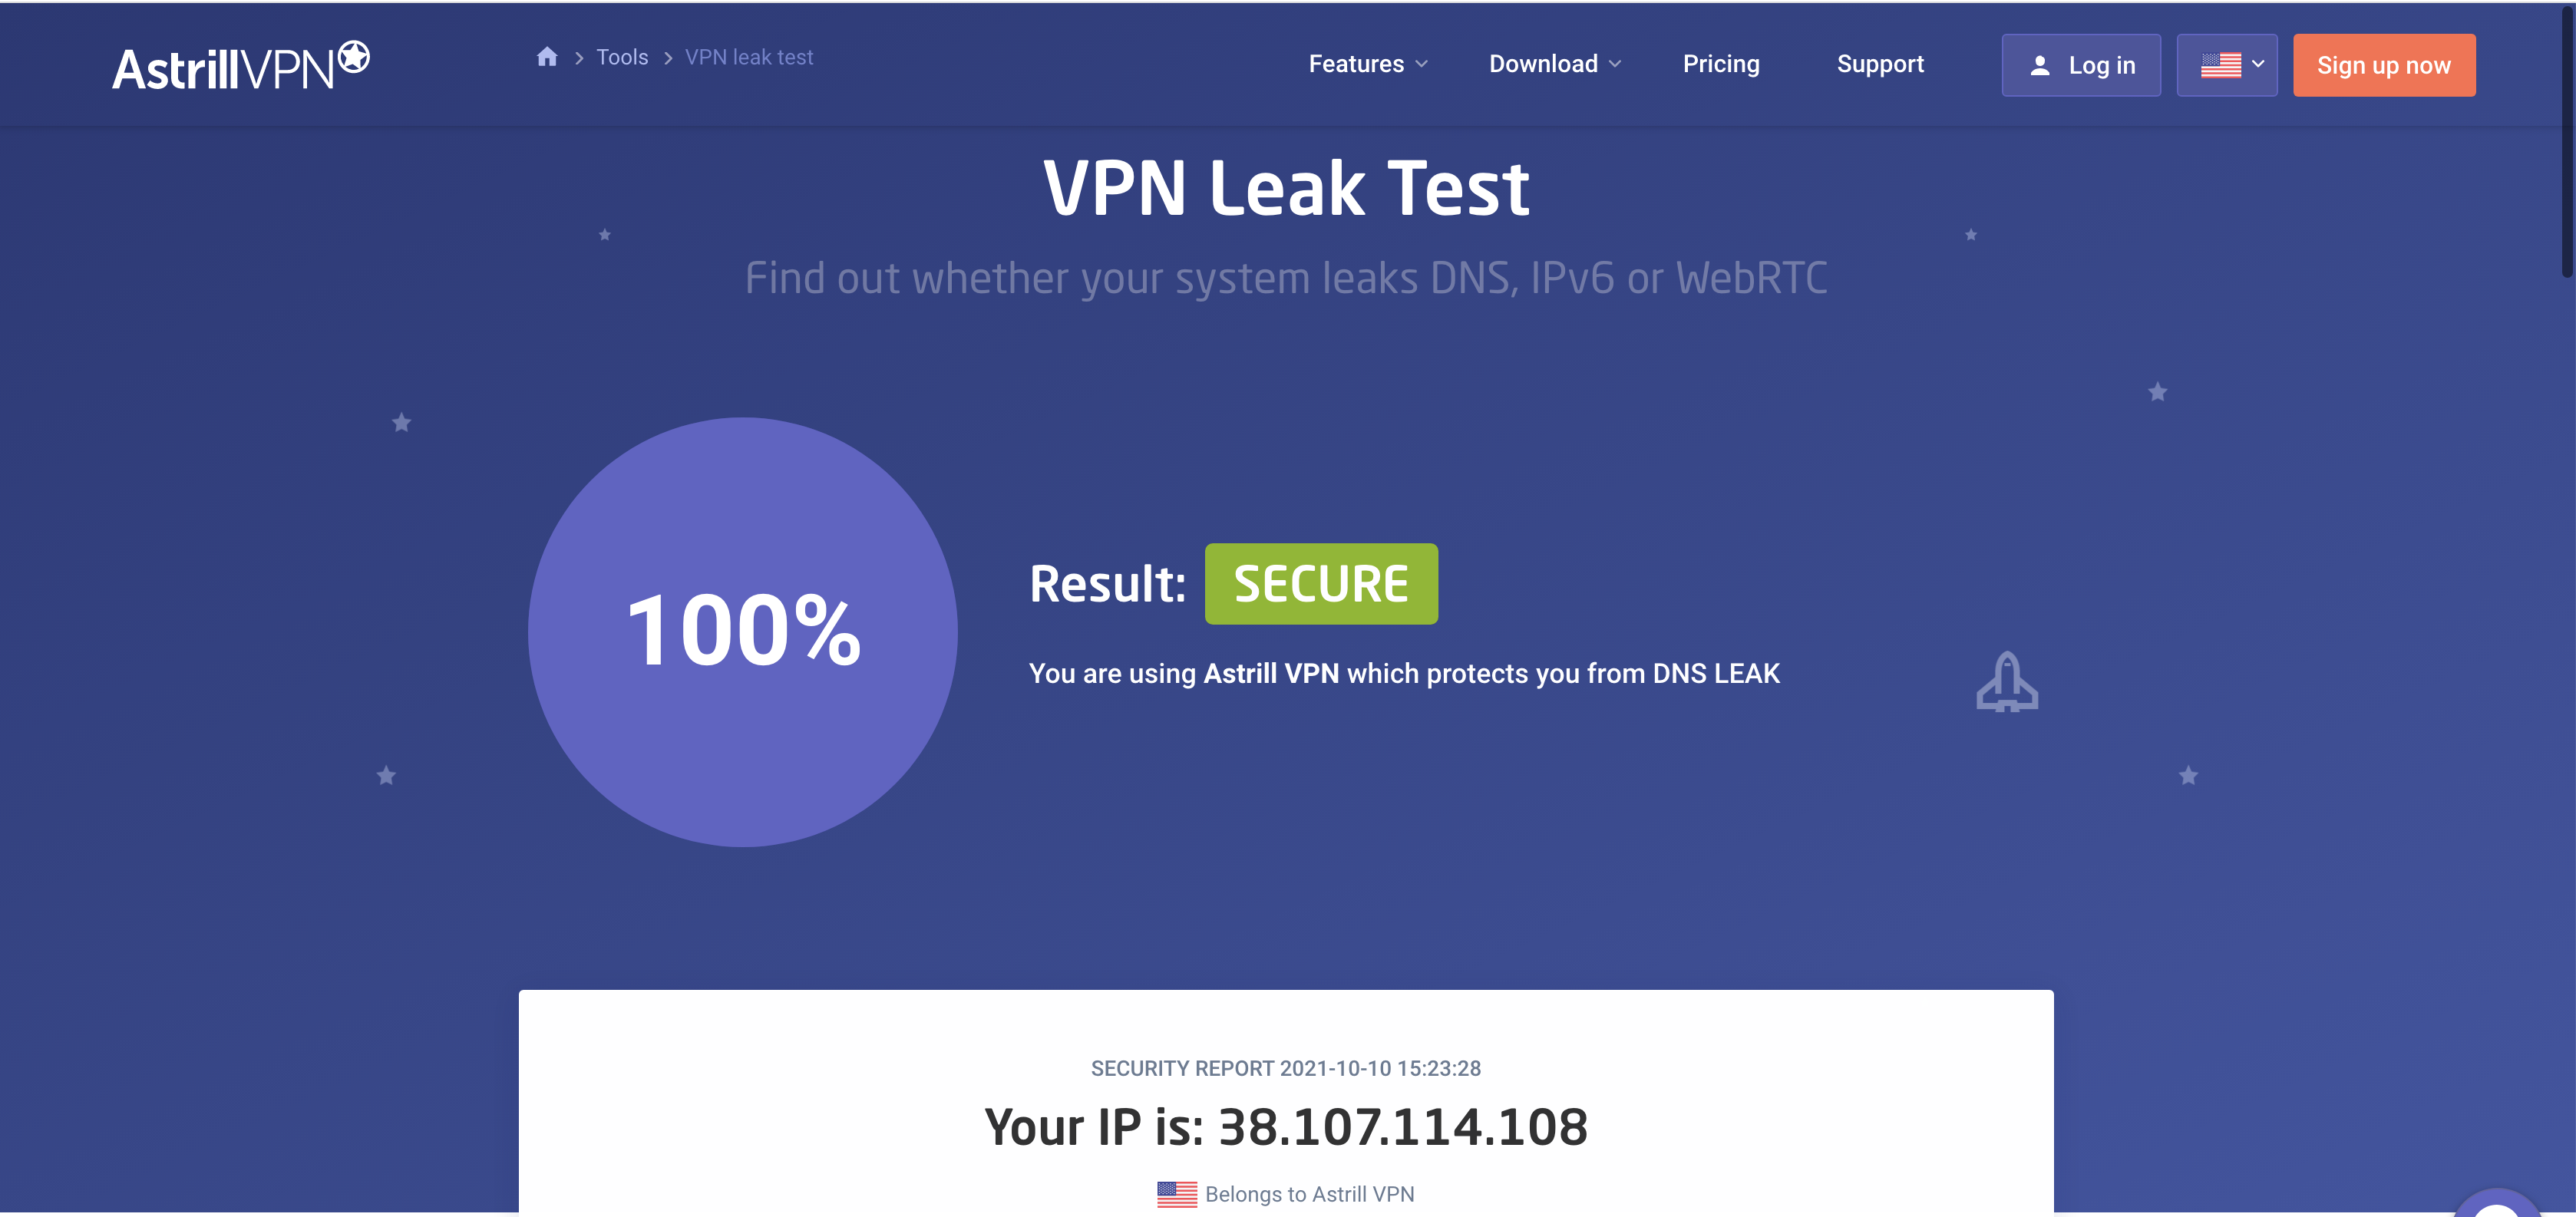 AstrillVPN
Tools
VPN leak test
Features
Download
Pricing
Support
Log in
Sign up now
VPN Leak Test
Find out whether your system leaks DNS, IPv6 or WebRTC
100%
Result: SECURE
You are using Astrill VPN which protects you from DNS LEAK
SECURITY REPORT 2021-10-10 15:23:28
Your IP is: 38.107.114.108
Belongs to Astrill VPN